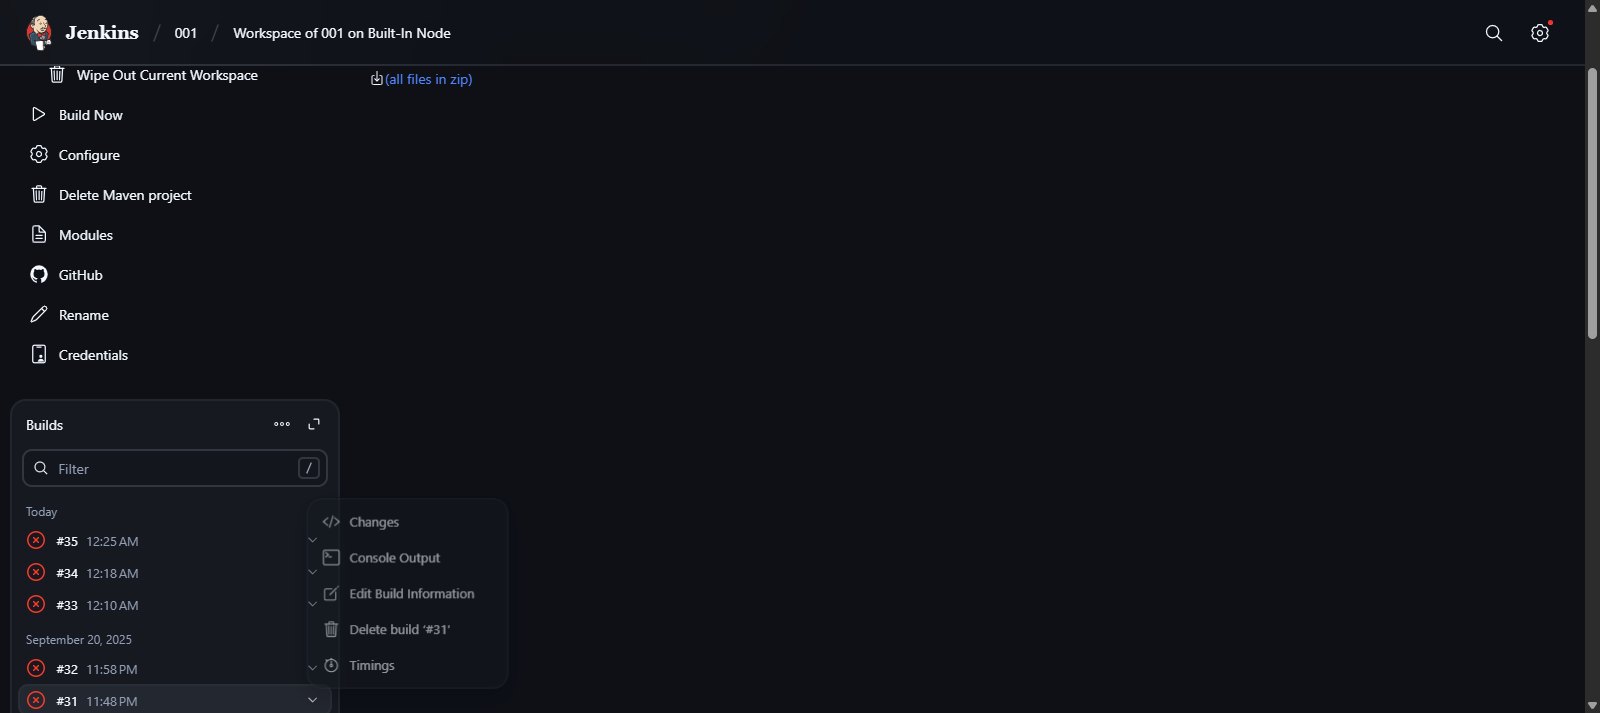 Jenkins / 001 / Workspace of 001 on Built-In Node
Wipe Out Current Workspace
(all files in zip)
Build Now
Configure
Delete Maven project
Modules
GitHub
Rename
Credentials
Builds
Filter /
Today
#35 12:25 AM
#34 12:18 AM
#33 12:10 AM
September 20, 2025
#32 11:58 PM
#31 11:48 PM
Changes
Console Output
Edit Build Information
Delete build ‘#31’
Timings